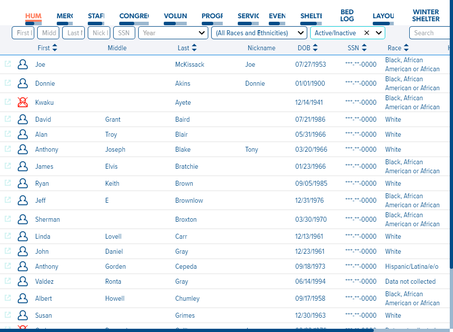 HUM MERC STAF CONGRE VOLUN PROGI SERVIC EVEN SHELTI BED LOG LAYOU WINTER SHELTER
First Midd Last Nick SSN Year (All Races and Ethnicities) Active/Inactive Search
First Middle Last Nickname DOB SSN Race
Joe McKissack Joe 07/27/1953 ***-**-0000 Black, African American or African
Donnie Akins Donnie 01/01/1900 ***-**-0000 Black, African American or African
Kwaku Ayete 12/14/1941 ***-**-0000 Black, African American or African
David Grant Baird 07/21/1986 ***-**-0000 White
Alan Troy Blair 05/31/1966 ***-**-0000 White
Anthony Joseph Blake Tony 03/20/1966 ***-**-0000 White
James Elvis Bratchie 01/23/1966 ***-**-0000 Black, African American or African
Ryan Keith Brown 09/05/1985 ***-**-0000 White
Jeff E Brownlow 12/31/1976 ***-**-0000 Black, African American or African
Sherman Broxton 03/30/1970 ***-**-0000 Black, African American or African
Linda Lovell Carr 12/13/1961 ***-**-0000 White
John Daniel Gray 12/23/1961 ***-**-0000 White
Anthony Gorden Cepeda 09/18/1973 ***-**-0000 Hispanic/Latina/e/o
Valdez Ronta Gray 06/14/1994 ***-**-0000 Data not collected
Albert Howell Chumley 09/17/1958 ***-**-0000 Black, African American or African
Susan Grimes 12/30/1963 ***-**-0000 White